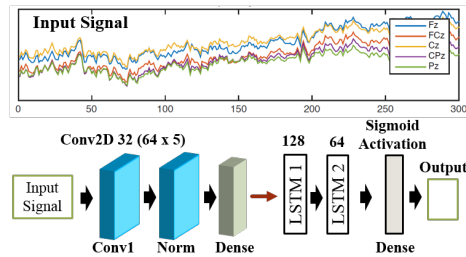 Input Signal
Fz
FCz
Cz
CPz
Pz
0 50 100 150 200 250 300
Conv2D 32 (64 x 5)
128
64
Sigmoid
Activation
Output
Input
Signal
LSTM 1
LSTM 2
Conv1
Norm
Dense
Dense